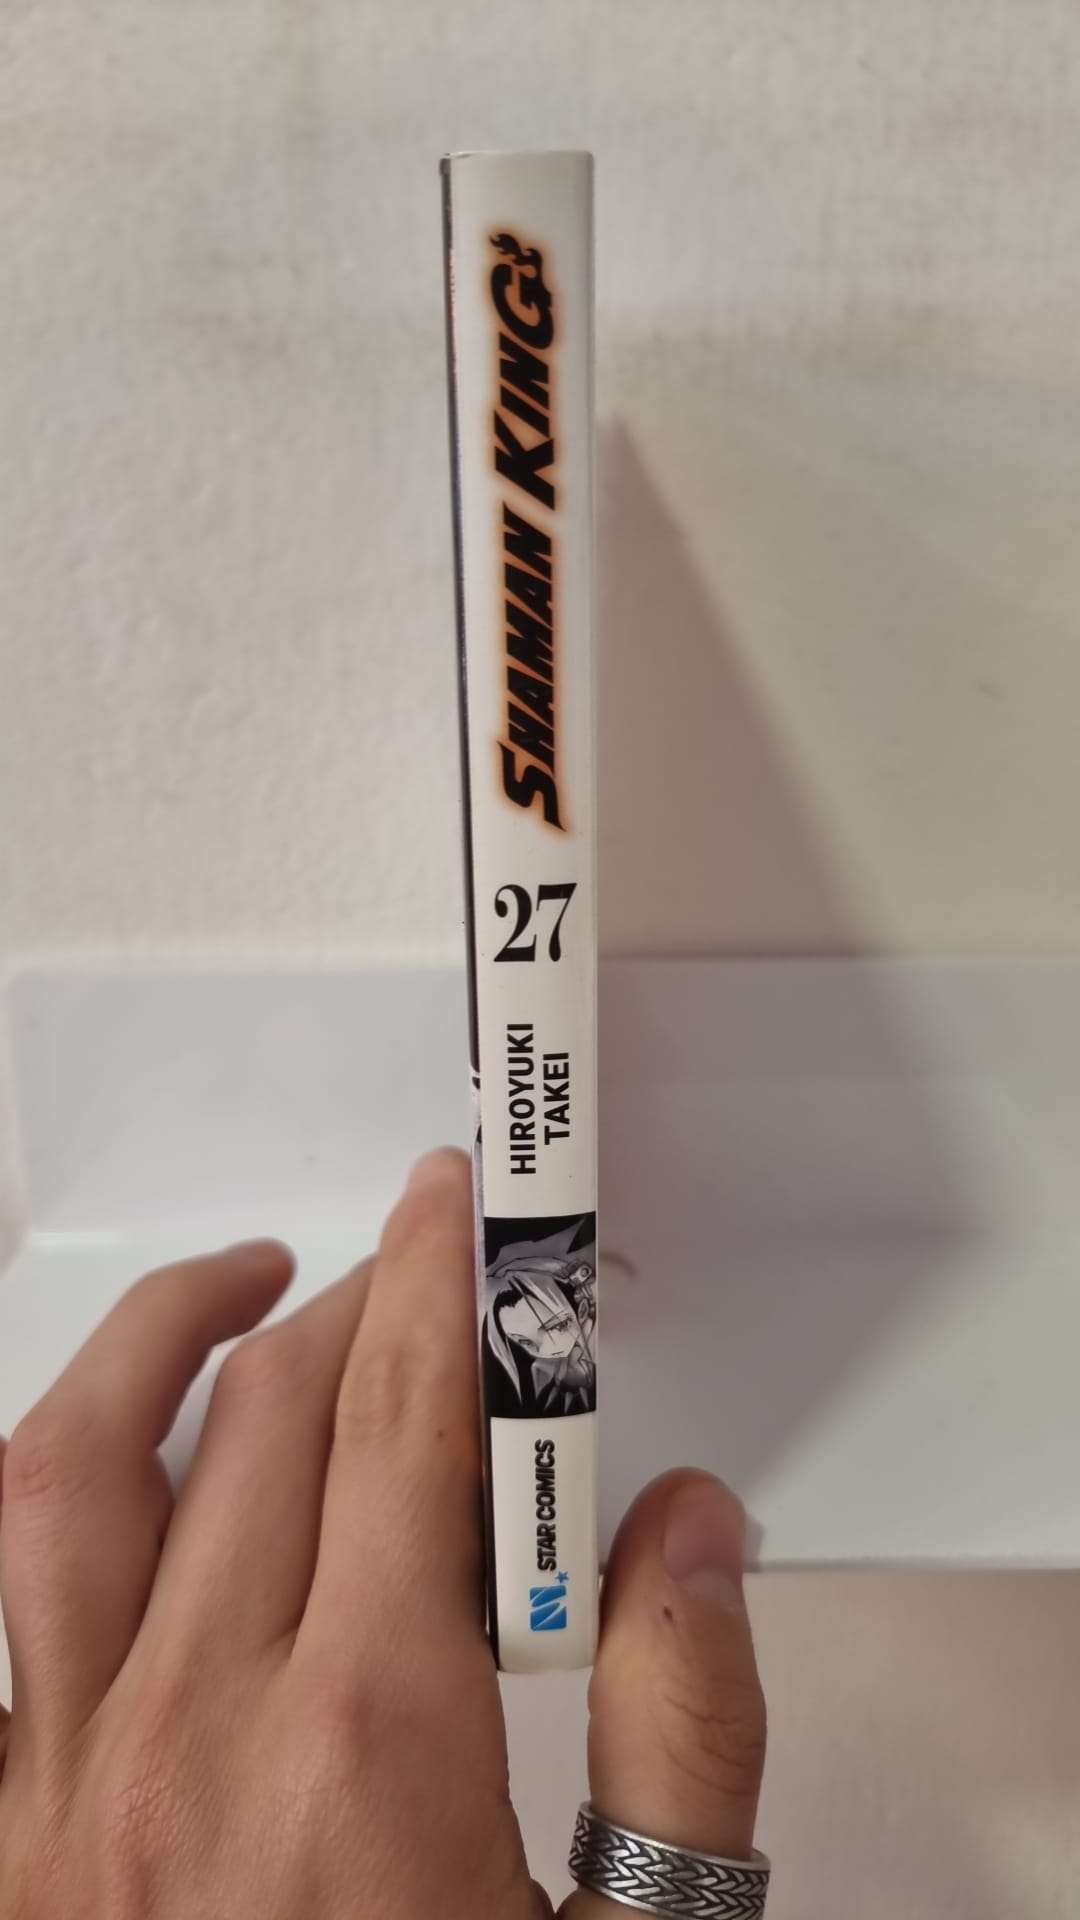 SHAMAN KING
27
HIROYUKI
TAKEI
STAR COMICS